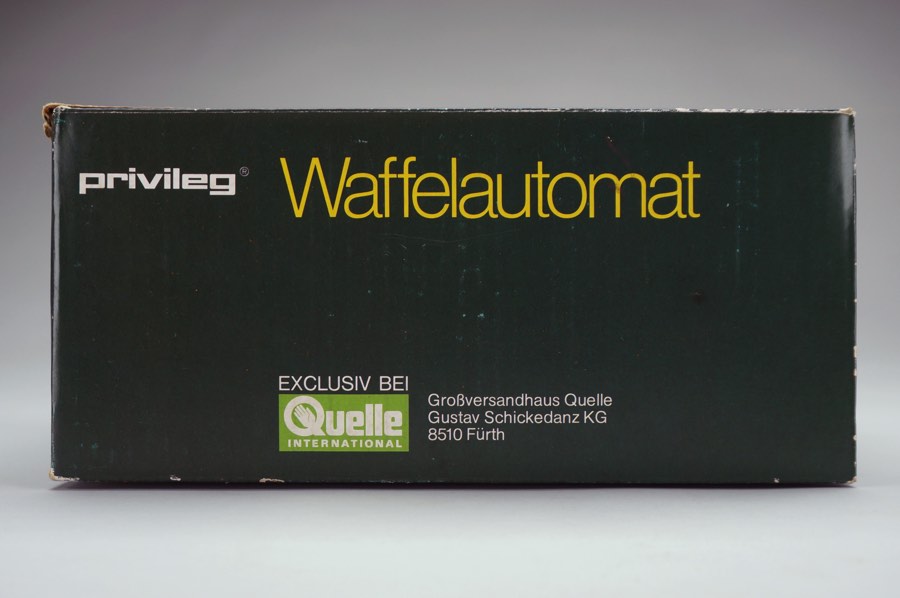 privileg®
Waffelautomat
EXCLUSIV BEI
Quelle
INTERNATIONAL
Großversandhaus Quelle
Gustav Schickedanz KG
8510 Fürth